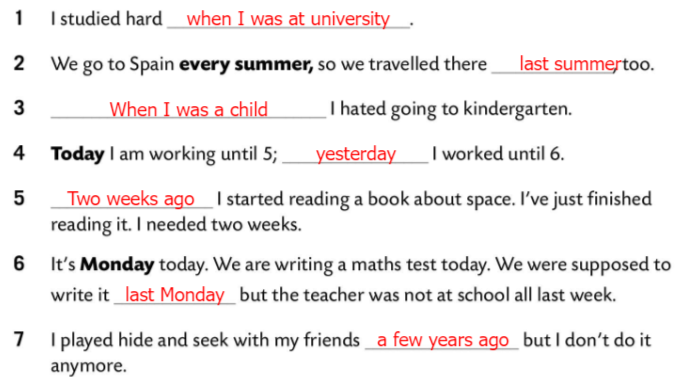 1 I studied hard when I was at university.
2 We go to Spain every summer, so we travelled there last summer, too.
3 When I was a child I hated going to kindergarten.
4 Today I am working until 5; yesterday I worked until 6.
5 Two weeks ago I started reading a book about space. I've just finished
reading it. I needed two weeks.
6 It's Monday today. We are writing a maths test today. We were supposed to
write it last Monday but the teacher was not at school all last week.
7 I played hide and seek with my friends a few years ago but I don't do it
anymore.